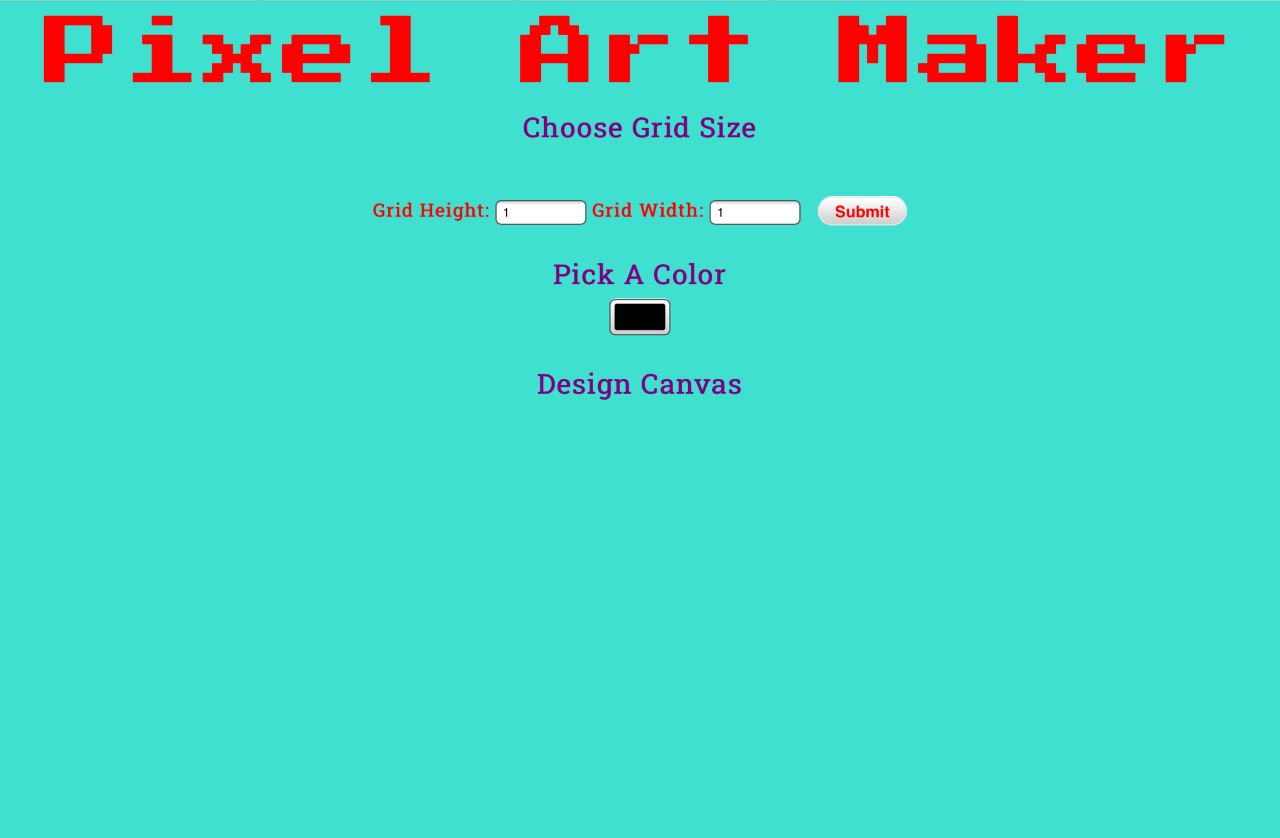 Pixel Art Maker
Choose Grid Size
Grid Height: 1 Grid Width: 1 Submit
Pick A Color
Design Canvas